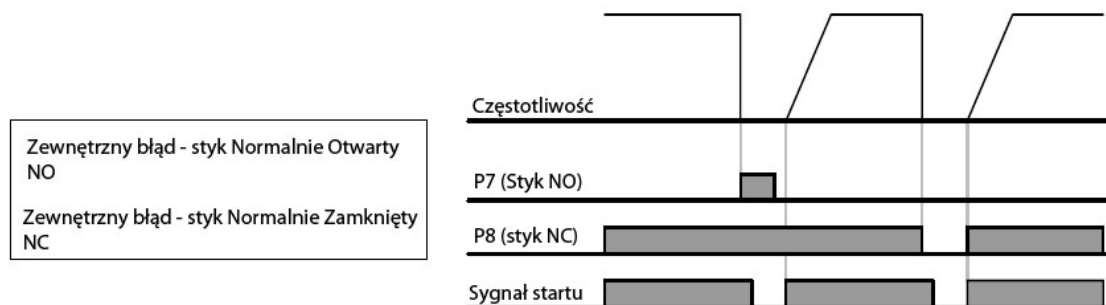 Zewnętrzny błąd - styk Normalnie Otwarty
NO
Zewnętrzny błąd - styk Normalnie Zamknięty
NC
Częstotliwość
P7 (Styk NO)
P8 (styk NC)
Sygnał startu